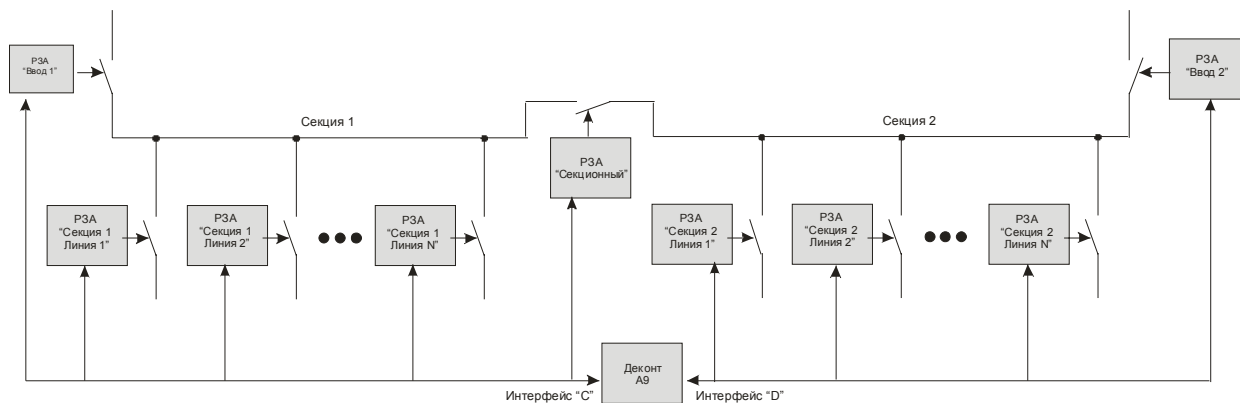 РЗА
“Ввод 1”
РЗА
“Ввод 2”
Секция 1
Секция 2
РЗА
“Секционный”
РЗА
“Секция 1
Линия 1”
РЗА
“Секция 1
Линия 2”
РЗА
“Секция 1
Линия N”
РЗА
“Секция 2
Линия 1”
РЗА
“Секция 2
Линия 2”
РЗА
“Секция 2
Линия N”
Деконт
А9
Интерфейс “С”
Интерфейс “D”